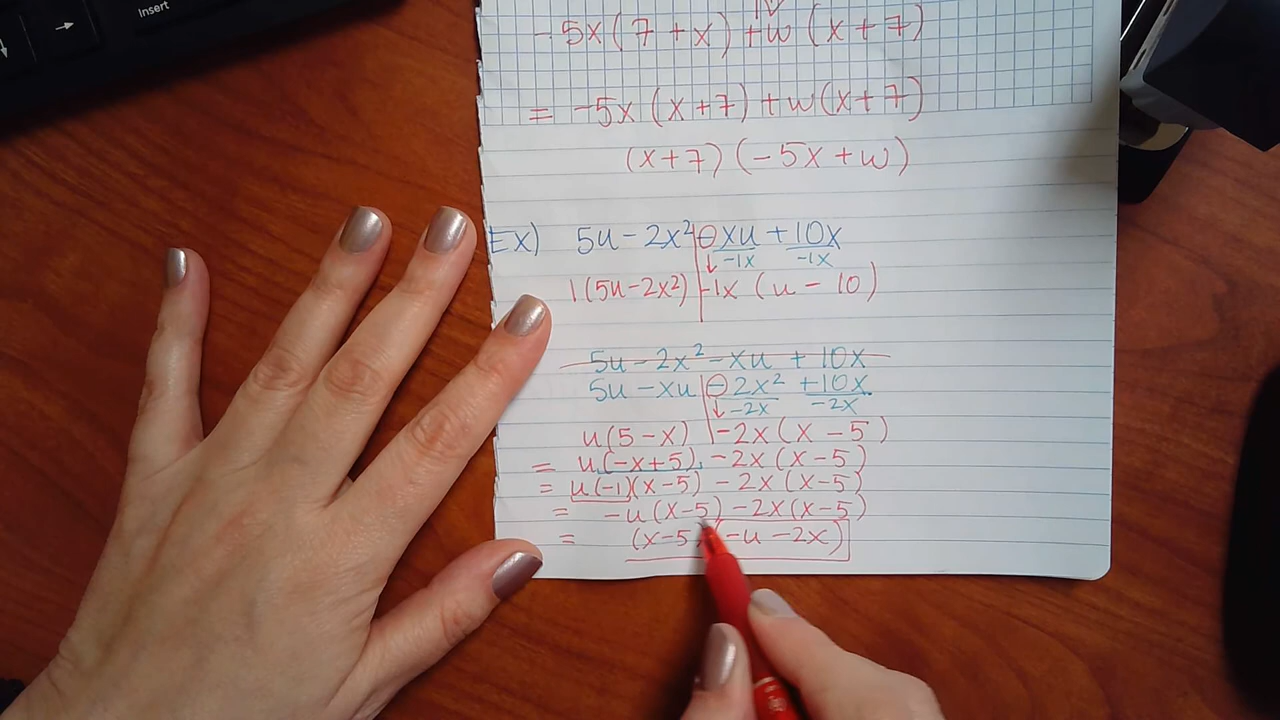 Insert
-5x(7+x)+w(x+7)
= -5x(x+7)+w(x+7)
(x+7)(-5x+w)
Ex) 5u-2x²-xu+10x
-1x -1x
1(5u-2x²)-1x(u-10)
5u-2x²-xu+10x
5u-xu-2x²+10x
-2x -2x
u(5-x) -2x(x-5)
= u(-x+5) -2x(x-5)
= u(-1)(x-5) -2x(x-5)
= -u(x-5) -2x(x-5)
= (x-5)(-u-2x)